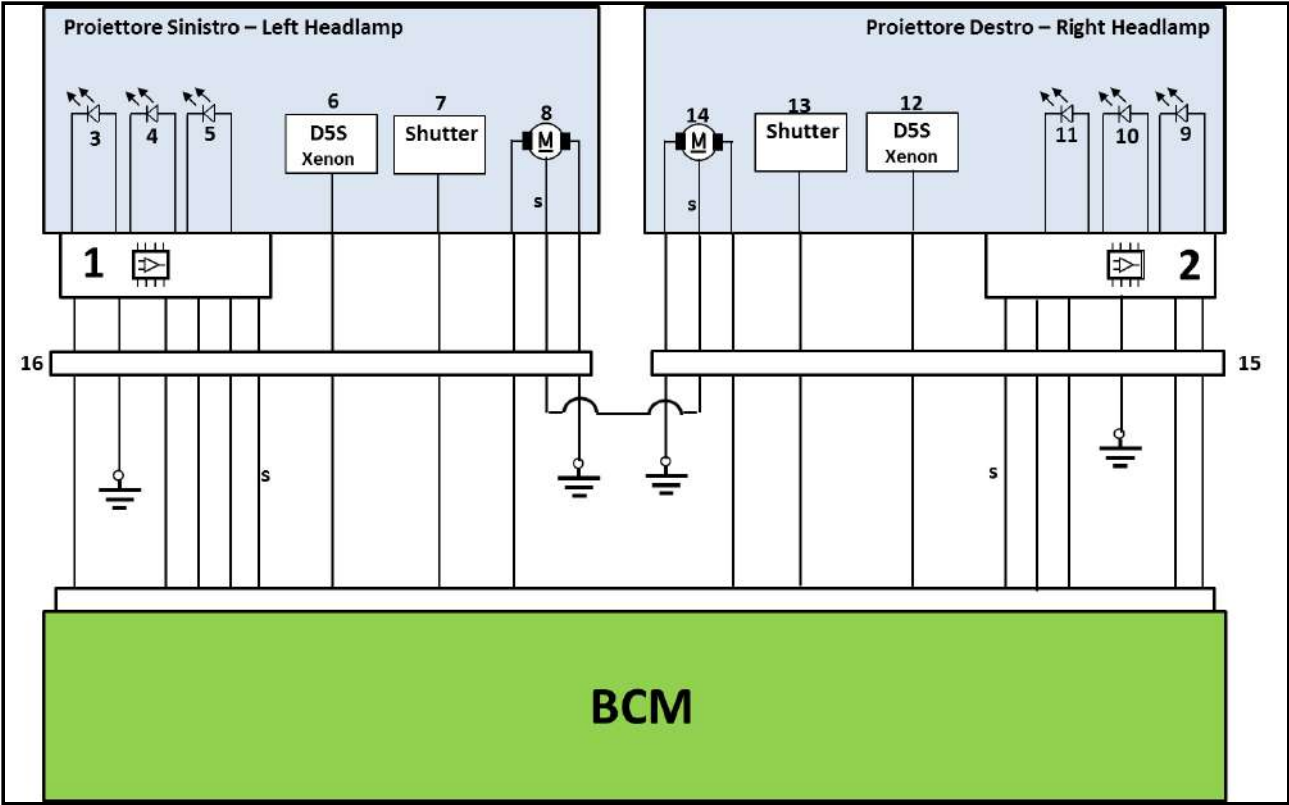 Proiettore Sinistro – Left Headlamp
Proiettore Destro – Right Headlamp
3
4
5
6
D5S
Xenon
7
Shutter
8
M
s
14
M
s
13
Shutter
12
D5S
Xenon
11
10
9
1
2
16
15
s
s
BCM